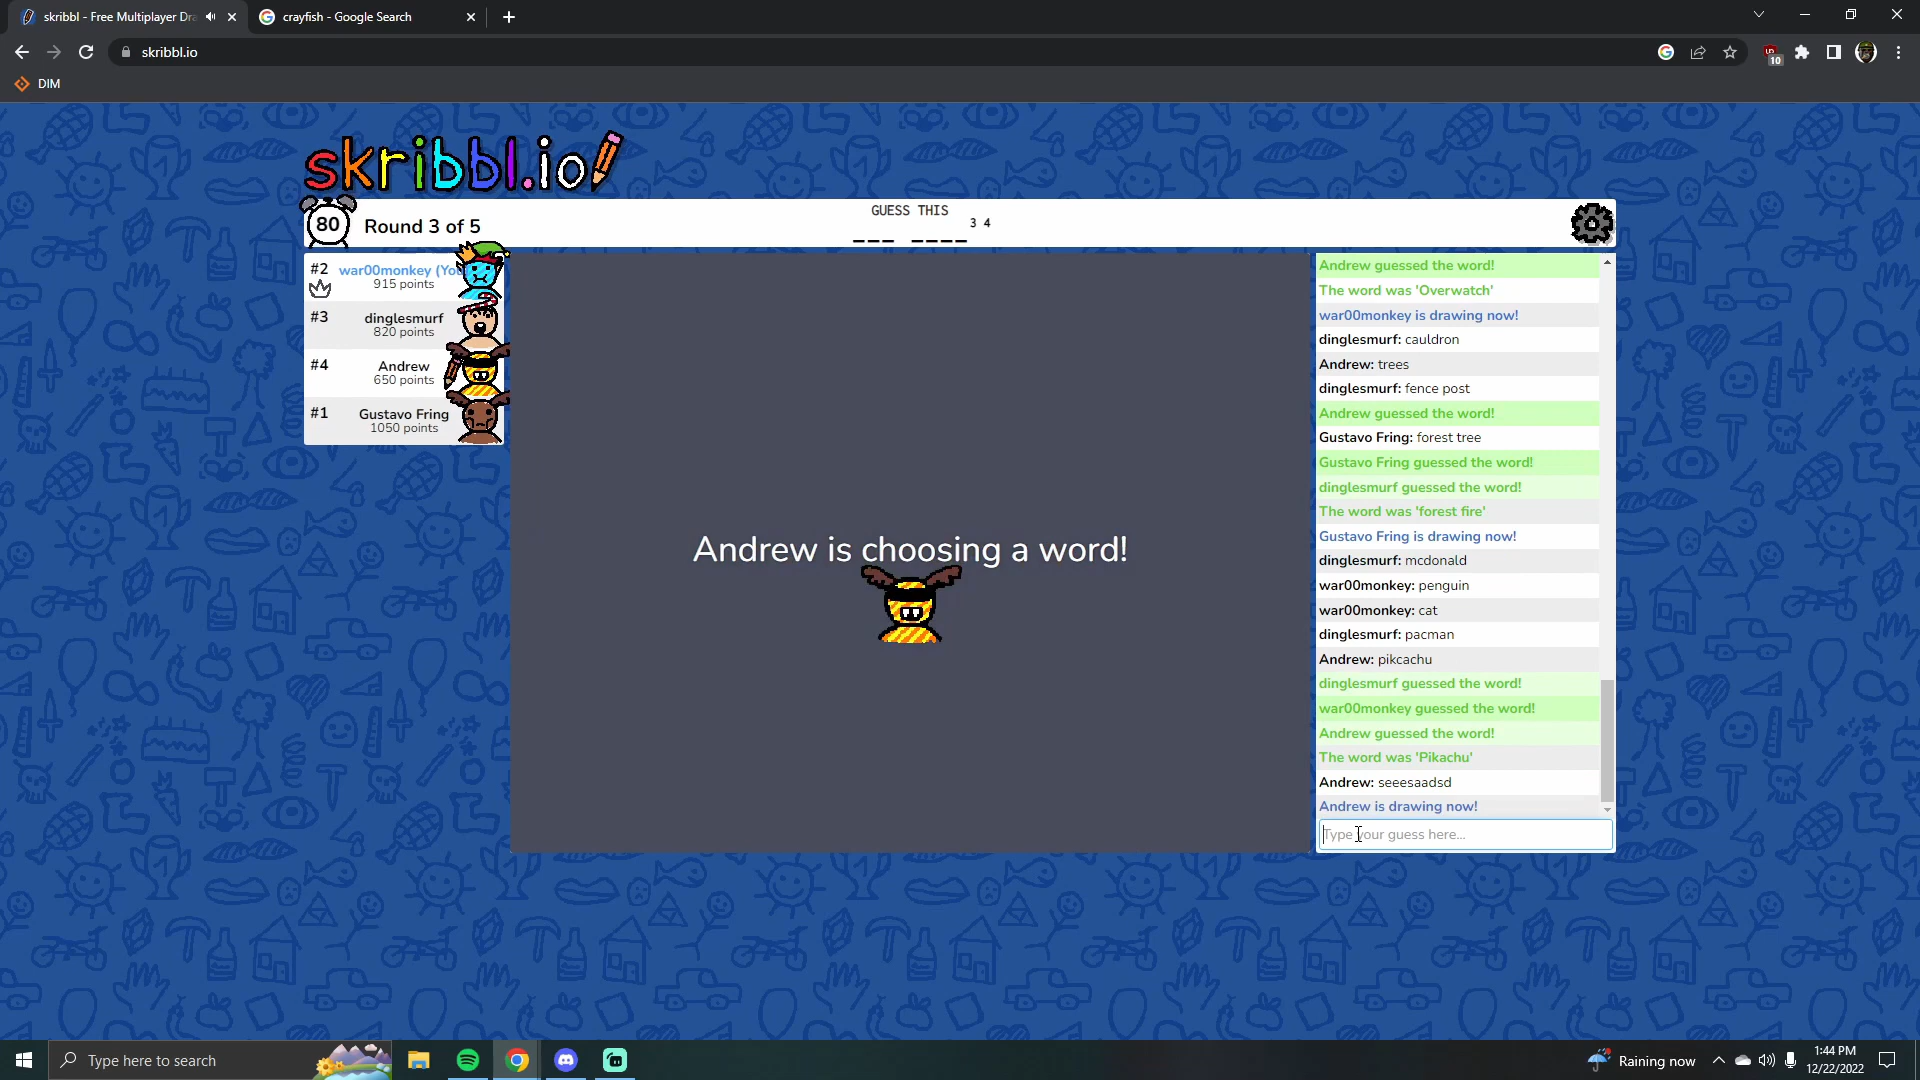 skribbl - Free Multiplayer Dra
crayfish - Google Search
skribbl.io
10
DIM
skribbl.io
80
Round 3 of 5
GUESS THIS
___ ____ 3 4
#2 war00monkey (You
915 points
#3 dinglesmurf
820 points
#4 Andrew
650 points
#1 Gustavo Fring
1050 points
Andrew is choosing a word!
Andrew guessed the word!
The word was 'Overwatch'
war00monkey is drawing now!
dinglesmurf: cauldron
Andrew: trees
dinglesmurf: fence post
Andrew guessed the word!
Gustavo Fring: forest tree
Gustavo Fring guessed the word!
dinglesmurf guessed the word!
The word was 'forest fire'
Gustavo Fring is drawing now!
dinglesmurf: mcdonald
war00monkey: penguin
war00monkey: cat
dinglesmurf: pacman
Andrew: pikcachu
dinglesmurf guessed the word!
war00monkey guessed the word!
Andrew guessed the word!
The word was 'Pikachu'
Andrew: seeesaadsd
Andrew is drawing now!
Type your guess here...
Type here to search
Raining now
1:44 PM
12/22/2022